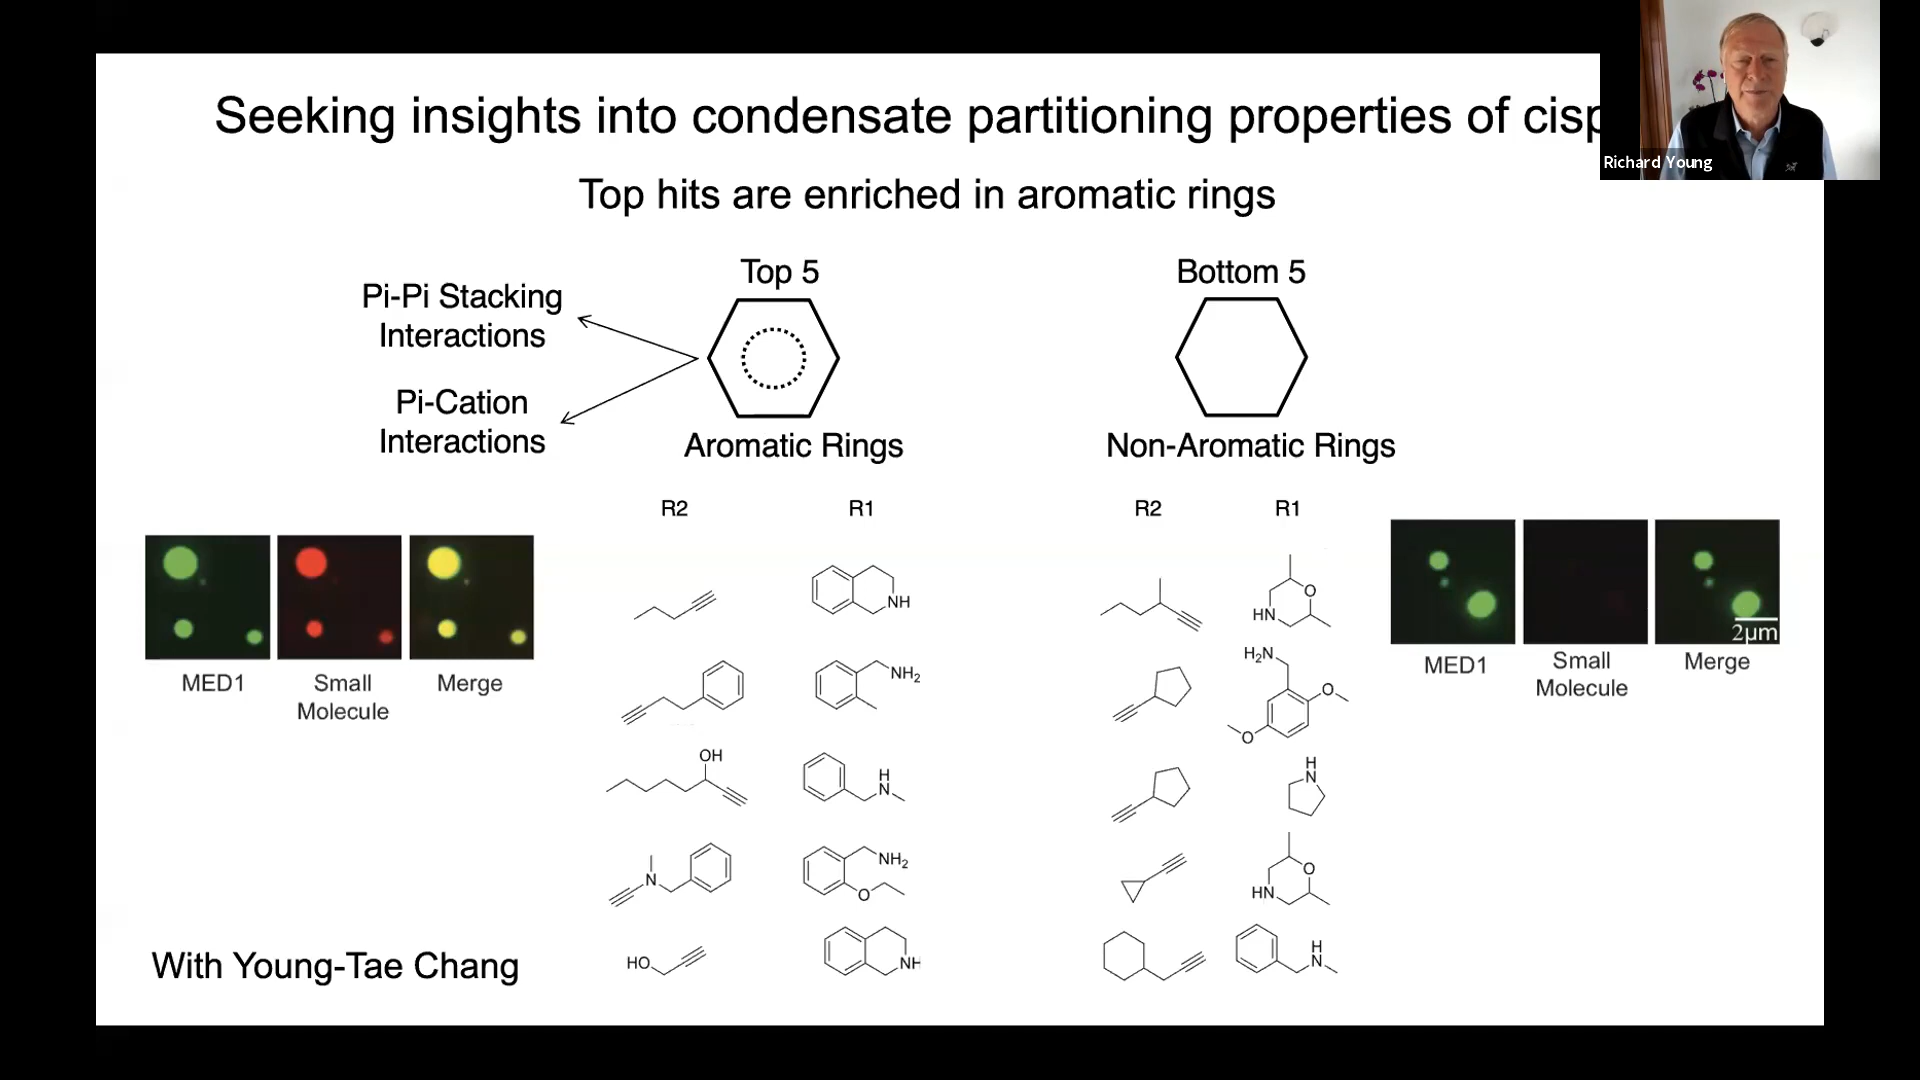 Seeking insights into condensate partitioning properties of
Richard Young
Top hits are enriched in aromatic rings
Top 5
Bottom 5
Pi-Pi Stacking
Interactions
Pi-Cation
Interactions
Aromatic Rings
Non-Aromatic Rings
R2
R1
R2
R1
NH
O
HN
H2N
NH2
O
O
OH
H
N
H
N
N
NH2
O
O
HN
HO
NH
H
N
MED1
Small
Molecule
Merge
2μm
MED1
Small
Molecule
Merge
With Young-Tae Chang